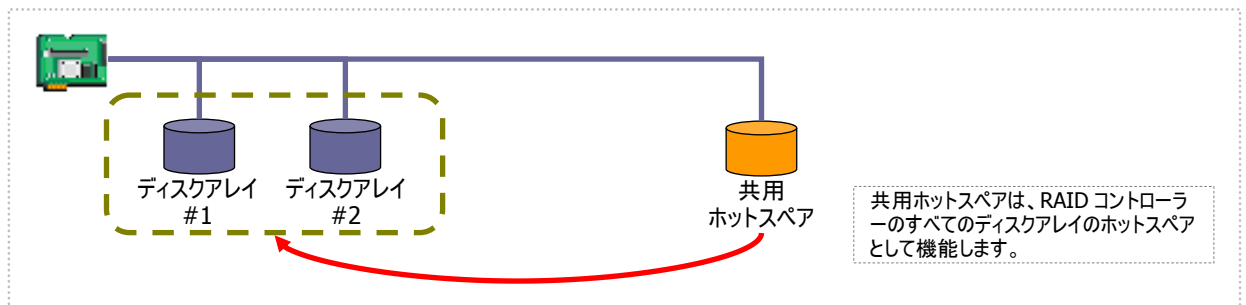 ディスクアレイ
#1
ディスクアレイ
#2
共用
ホットスペア
共用ホットスペアは、RAID コントローラ
ーのすべてのディスクアレイのホットスペア
として機能します。